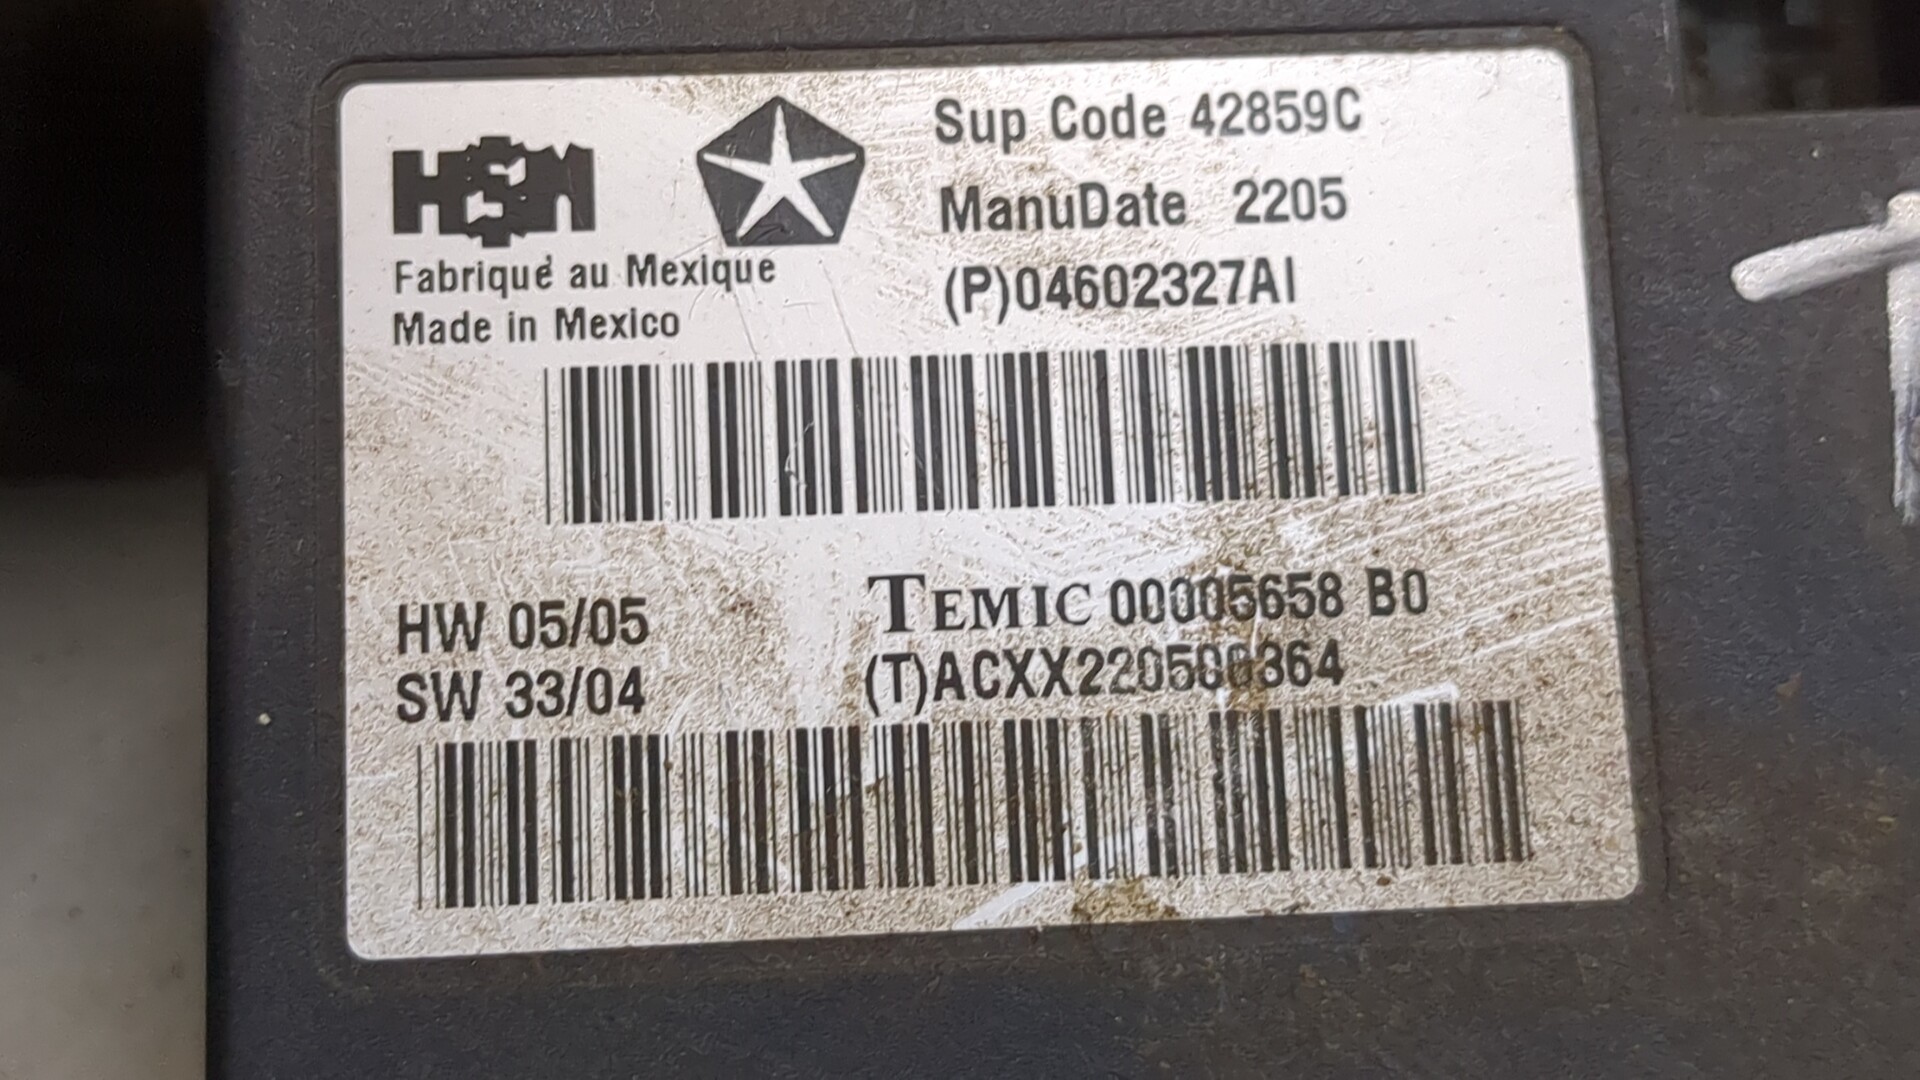 HSM
Sup Code 42859C
ManuDate 2205
(P)04602327AI
Fabriqué au Mexique
Made in Mexico
HW 05/05
SW 33/04
TEMIC 00005658 B0
(T)ACXX220500364